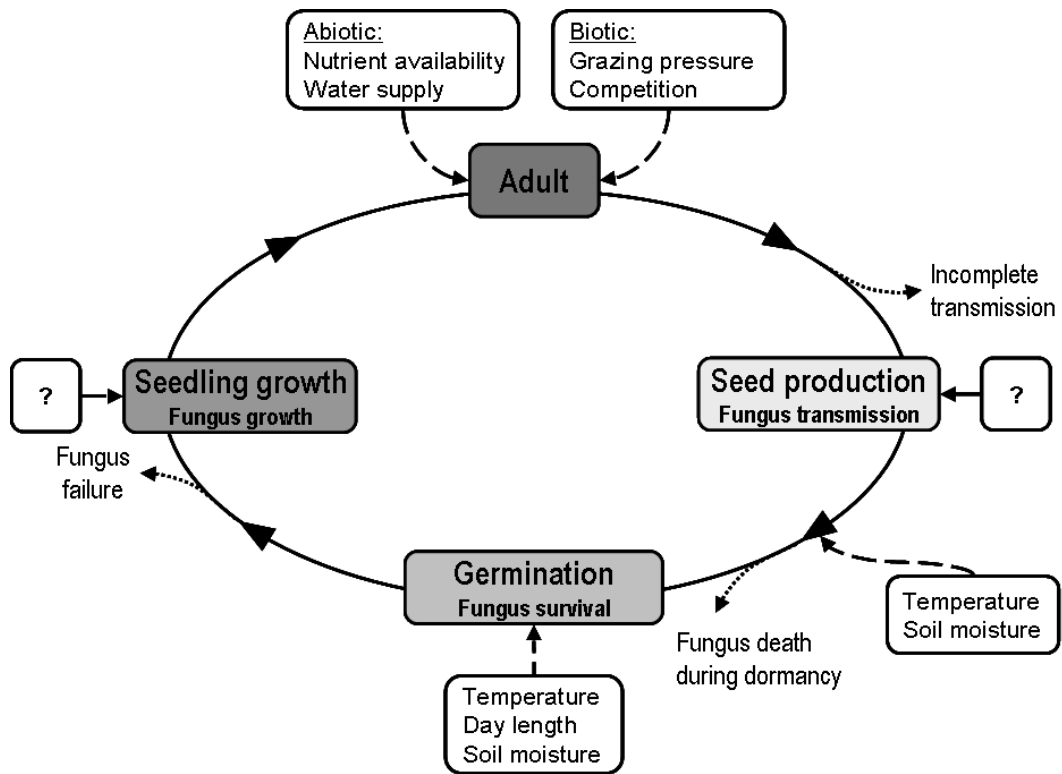 Abiotic:
Nutrient availability
Water supply
Biotic:
Grazing pressure
Competition
Adult
Incomplete
transmission
?
Seedling growth
Fungus growth
Seed production
Fungus transmission
?
Fungus
failure
Germination
Fungus survival
Temperature
Soil moisture
Fungus death
during dormancy
Temperature
Day length
Soil moisture